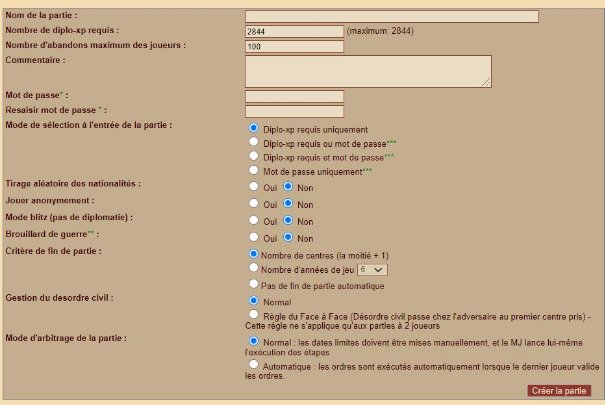 Nom de la partie :
Nombre de diplo-xp requis : 2844 (maximum: 2844)
Nombre d'abandons maximum des joueurs : 100
Commentaire :
Mot de passe* :
Resaisir mot de passe * :
Mode de sélection à l'entrée de la partie : Diplo-xp requis uniquement
Diplo-xp requis ou mot de passe***
Diplo-xp requis et mot de passe***
Mot de passe uniquement***
Tirage aléatoire des nationalités : Oui Non
Jouer anonymement : Oui Non
Mode blitz (pas de diplomatie) : Oui Non
Brouillard de guerre** : Oui Non
Critère de fin de partie : Nombre de centres (la moitié + 1)
Nombre d'années de jeu 6
Pas de fin de partie automatique
Gestion du desordre civil : Normal
Règle du Face à Face (Désordre civil passe chez l'adversaire au premier centre pris) -
Cette règle ne s'applique qu'aux parties à 2 joueurs
Mode d'arbitrage de la partie : Normal : les dates limites doivent être mises manuellement, et le MJ lance lui-même
l'exécution des étapes
Automatique : les ordres sont exécutés automatiquement lorsque le dernier joueur valide
les ordres.
Créer la partie